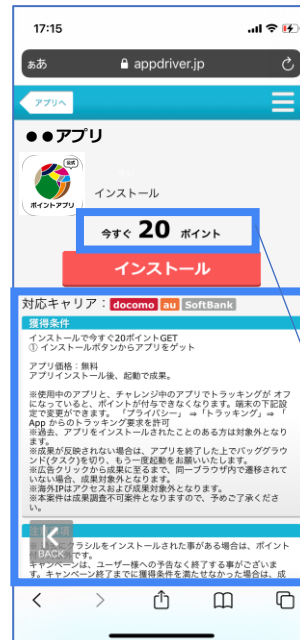 17:15
ぁあ
appdriver.jp
アプリへ
●●アプリ
公式
ポイントアプリ
インストール
今すぐ 20 ポイント
インストール
対応キャリア：docomo au SoftBank
獲得条件
インストールで今すぐ20ポイントGET
① インストールボタンからアプリをゲット
アプリ価格：無料
アプリインストール後、起動で成果。
※使用中のアプリと、チャレンジ中のアプリでトラッキングが オフ
になっていると、ポイントが付与できなくなります。端末の下記設
定で変更ができます。 「プライバシー」 ⇒「トラッキング」⇒「
App からのトラッキング要求を許可
※過去、アプリをインストールされたことのある方は対象外となり
ます。
※成果が反映されない場合は、アプリを終了した上でバッググラウ
ンド(タスク)を切り、もう一度起動をお願いいたします。
※広告クリックから成果に至るまで、同一ブラウザ内で遷移されて
いない場合、成果対象外となります。
※海外IPはアクセスおよび成果対象外となります。
※本案件は成果調査不可案件となりますので、予めご了承くださ
い。
クラシルをインストールされた事がある場合は、ポイント
です。
BACK
キャンペーンは、ユーザー様への予告なく終了する事がございま
す。キャンペーン終了までに獲得条件を満たせなかった場合は、成